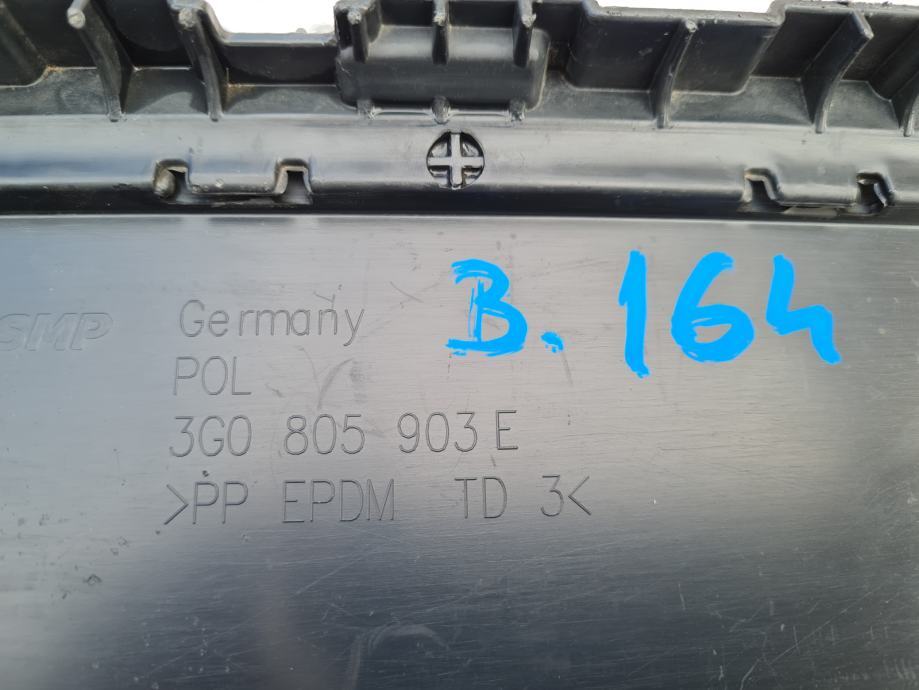 SMP
Germany
B. 164
POL
3G0 805 903 E
>PP EPDM TD 3<